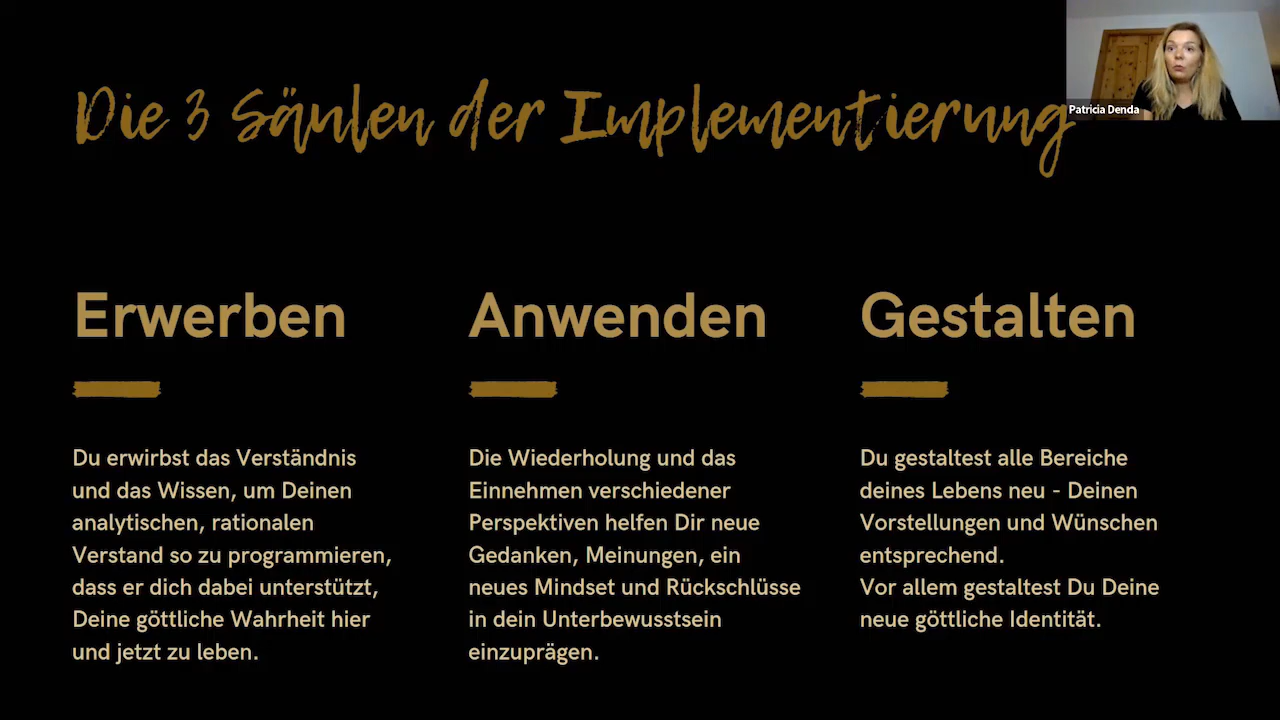 Die 3 Säulen der Implementierung
Patricia Denda
Erwerben
Du erwirbst das Verständnis
und das Wissen, um Deinen
analytischen, rationalen
Verstand so zu programmieren,
dass er dich dabei unterstützt,
Deine göttliche Wahrheit hier
und jetzt zu leben.
Anwenden
Die Wiederholung und das
Einnehmen verschiedener
Perspektiven helfen Dir neue
Gedanken, Meinungen, ein
neues Mindset und Rückschlüsse
in dein Unterbewusstsein
einzuprägen.
Gestalten
Du gestaltest alle Bereiche
deines Lebens neu - Deinen
Vorstellungen und Wünschen
entsprechend.
Vor allem gestaltest Du Deine
neue göttliche Identität.